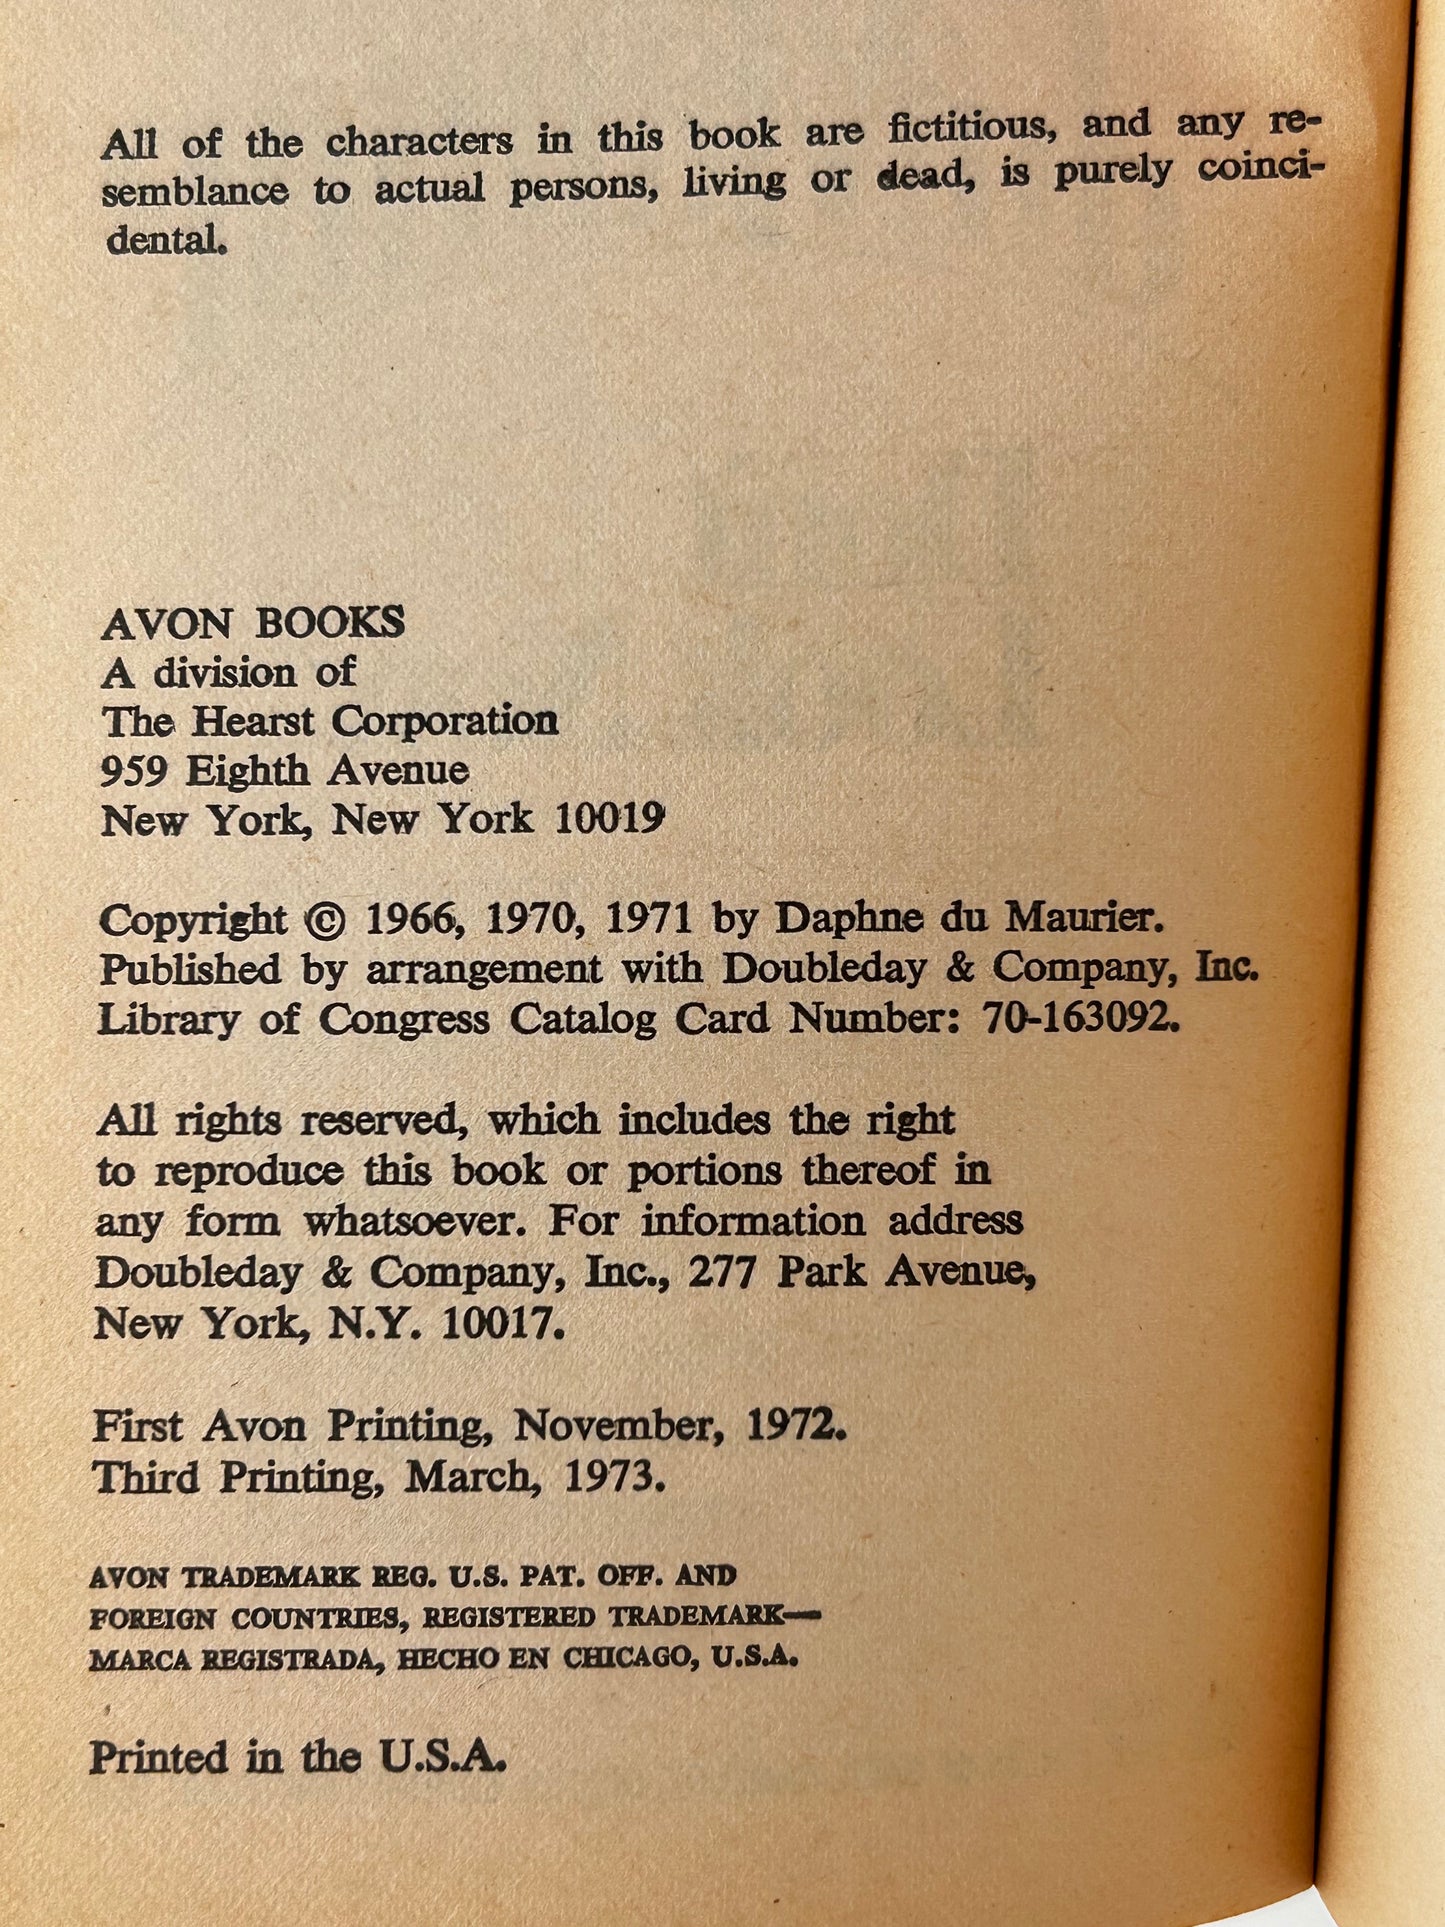 All of the characters in this book are fictitious, and any re-
semblance to actual persons, living or dead, is purely coinci-
dental.
AVON BOOKS
A division of
The Hearst Corporation
959 Eighth Avenue
New York, New York 10019
Copyright © 1966, 1970, 1971 by Daphne du Maurier.
Published by arrangement with Doubleday & Company, Inc.
Library of Congress Catalog Card Number: 70-163092.
All rights reserved, which includes the right
to reproduce this book or portions thereof in
any form whatsoever. For information address
Doubleday & Company, Inc., 277 Park Avenue,
New York, N.Y. 10017.
First Avon Printing, November, 1972.
Third Printing, March, 1973.
AVON TRADEMARK REG. U.S. PAT. OFF. AND
FOREIGN COUNTRIES, REGISTERED TRADEMARK—
MARCA REGISTRADA, HECHO EN CHICAGO, U.S.A.
Printed in the U.S.A.